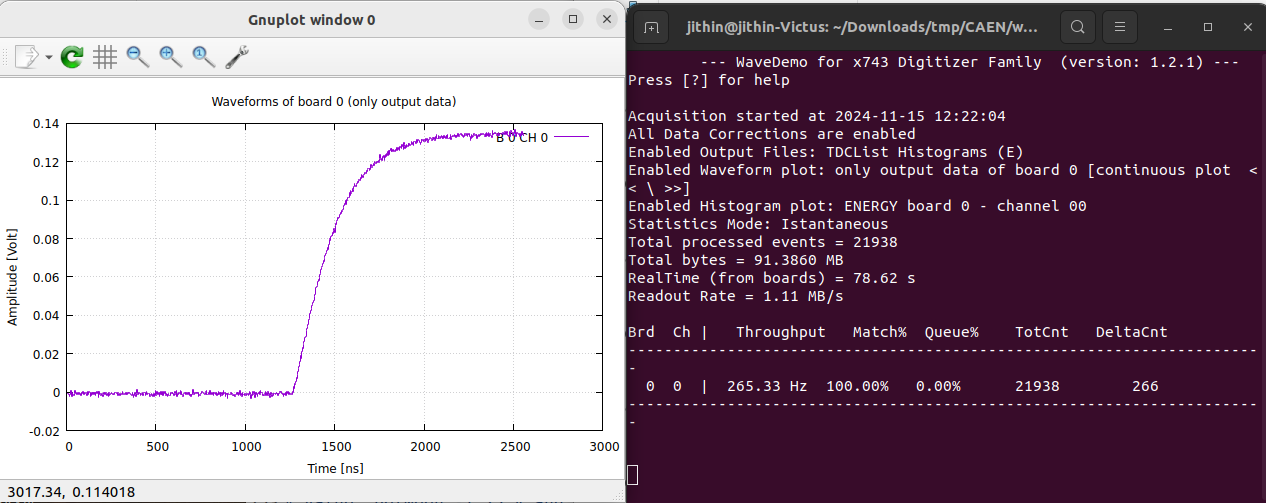 Gnuplot window 0
Waveforms of board 0 (only output data)
B 0 CH 0
0.14
0.12
0.1
0.08
0.06
0.04
0.02
0
-0.02
Amplitude [Volt]
0
500
1000
1500
2000
2500
3000
Time [ns]
3017.34, 0.114018
jithin@jithin-Victus: ~/Downloads/tmp/CAEN/w...
--- WaveDemo for x743 Digitizer Family (version: 1.2.1) ---
Press [?] for help
Acquisition started at 2024-11-15 12:22:04
All Data Corrections are enabled
Enabled Output Files: TDCList Histograms (E)
Enabled Waveform plot: only output data of board 0 [continuous plot <
< \ >>]
Enabled Histogram plot: ENERGY board 0 - channel 00
Statistics Mode: Istantaneous
Total processed events = 21938
Total bytes = 91.3860 MB
RealTime (from boards) = 78.62 s
Readout Rate = 1.11 MB/s
Brd Ch | Throughput Match% Queue% TotCnt DeltaCnt
----------------------------------------------------------------------
-
0 0 | 265.33 Hz 100.00% 0.00% 21938 266
----------------------------------------------------------------------
-